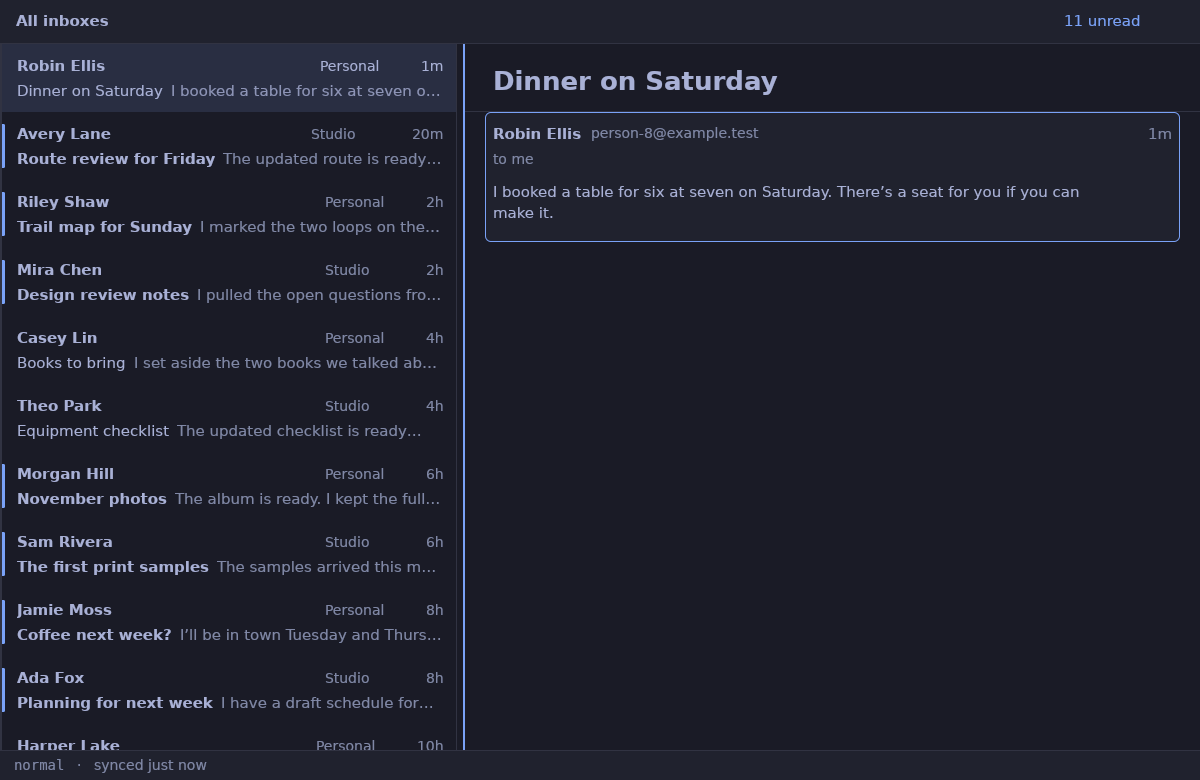 All inboxes 11 unread
Robin Ellis Personal 1m
Dinner on Saturday I booked a table for six at seven o…
Avery Lane Studio 20m
Route review for Friday The updated route is ready…
Riley Shaw Personal 2h
Trail map for Sunday I marked the two loops on the…
Mira Chen Studio 2h
Design review notes I pulled the open questions fro…
Casey Lin Personal 4h
Books to bring I set aside the two books we talked ab…
Theo Park Studio 4h
Equipment checklist The updated checklist is ready…
Morgan Hill Personal 6h
November photos The album is ready. I kept the full…
Sam Rivera Studio 6h
The first print samples The samples arrived this m…
Jamie Moss Personal 8h
Coffee next week? I’ll be in town Tuesday and Thurs…
Ada Fox Studio 8h
Planning for next week I have a draft schedule for…
Harper Lake Personal 10h
Dinner on Saturday
Robin Ellis person-8@example.test 1m
to me
I booked a table for six at seven on Saturday. There’s a seat for you if you can
make it.
normal · synced just now